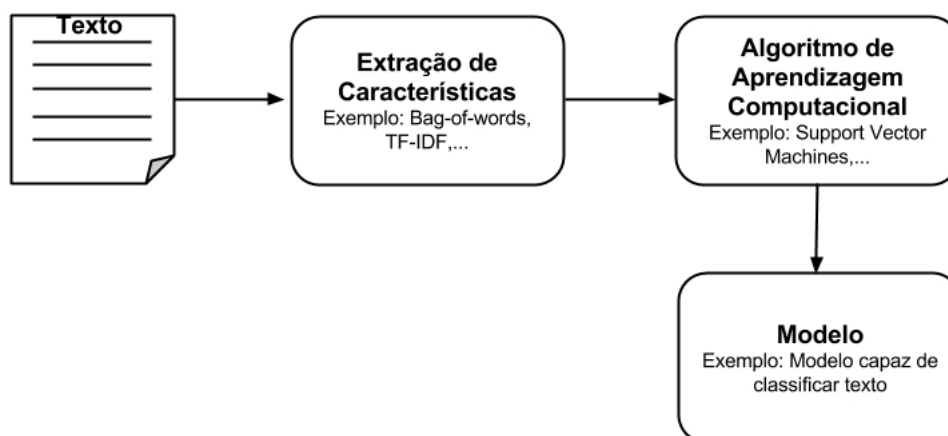 Texto
Extração de
Características
Exemplo: Bag-of-words,
TF-IDF,...
Algoritmo de
Aprendizagem
Computacional
Exemplo: Support Vector
Machines,...
Modelo
Exemplo: Modelo capaz de
classificar texto